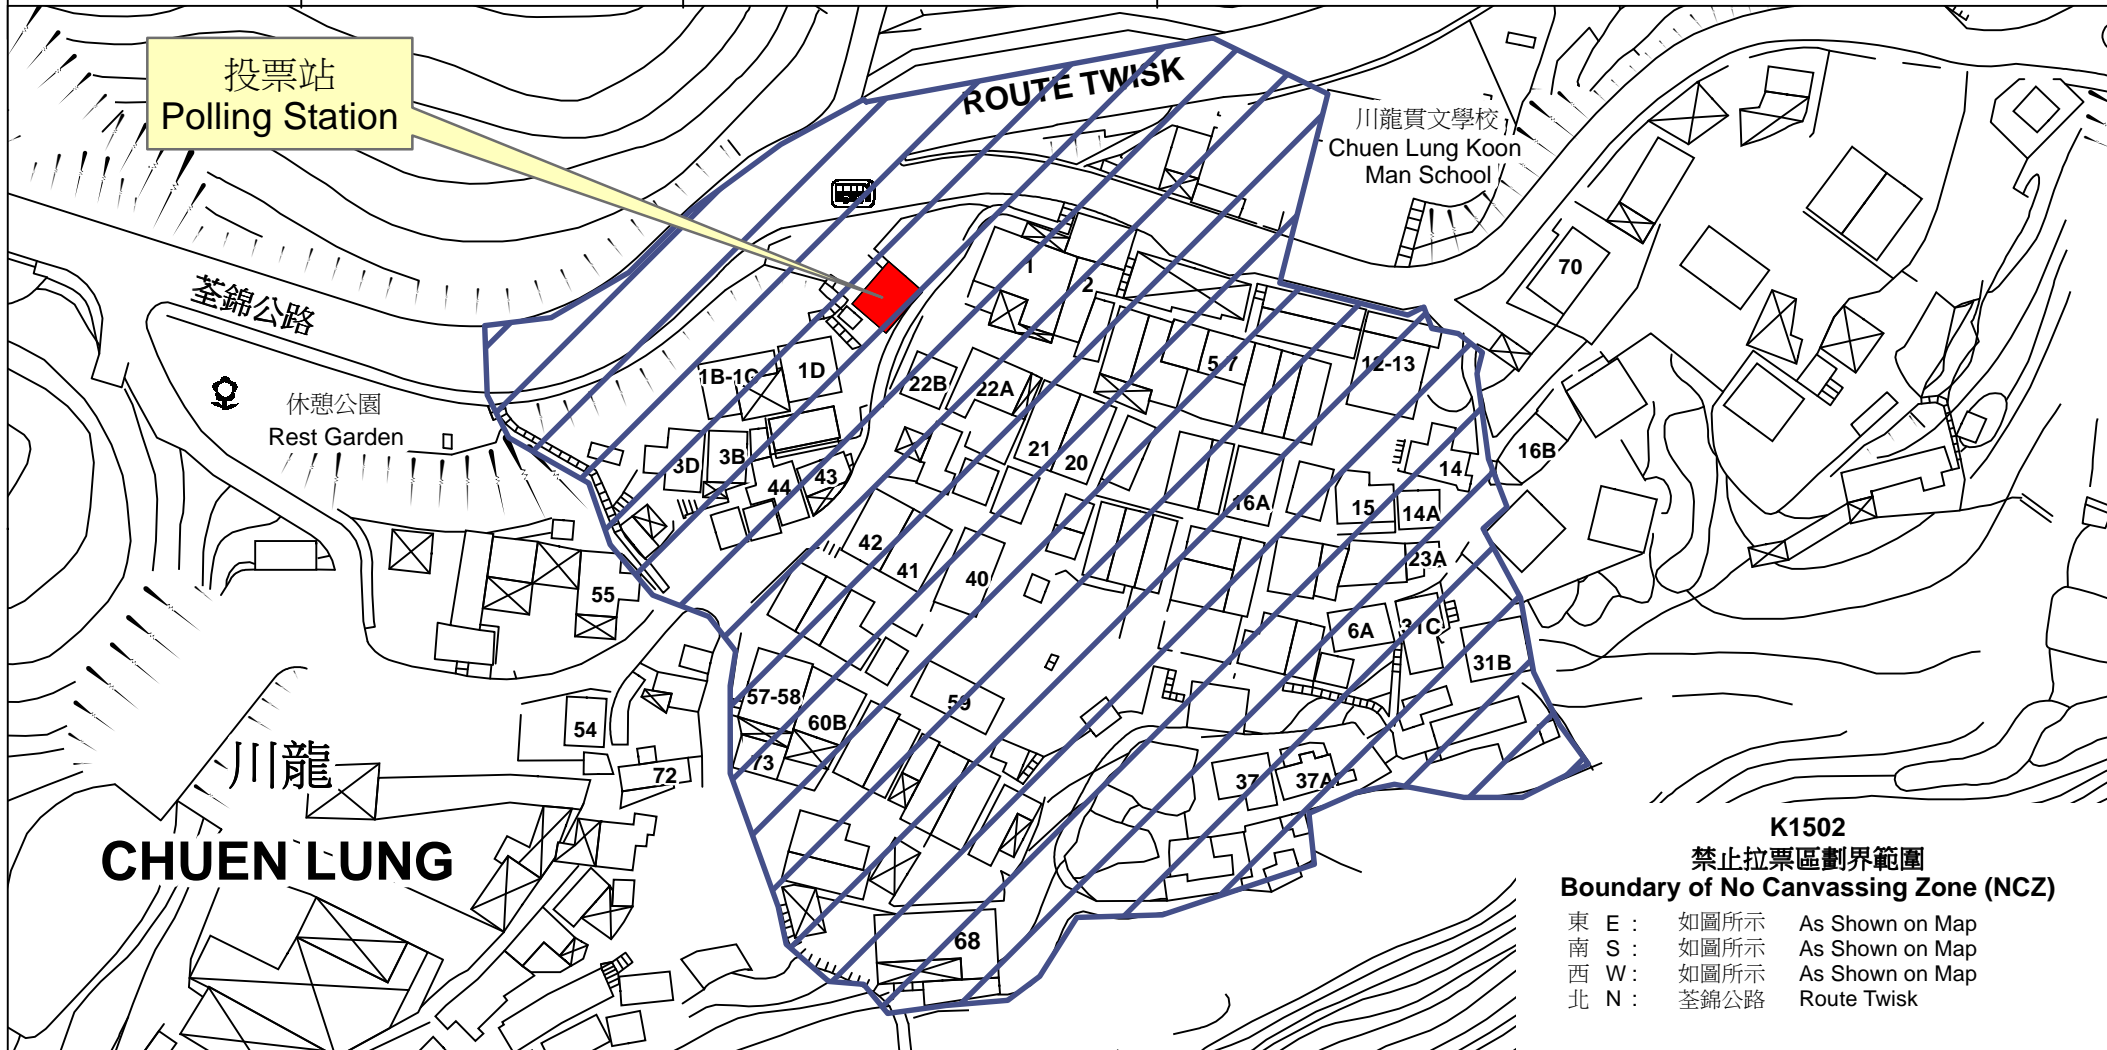 投票站
Polling Station
ROUTE TWISK
川龍貫文學校
Chuen Lung Koon
Man School
荃錦公路
休憩公園
Rest Garden
1
2
70
1B-1C
1D
22B
22A
5-7
12-13
3D
3B
44
43
21
20
16A
14
16B
15
14A
42
41
40
23A
55
6A
31C
31B
57-58
60B
59
54
73
72
37
37A
68
川龍
CHUEN LUNG
K1502
禁止拉票區劃界範圍
Boundary of No Canvassing Zone (NCZ)
東 E : 如圖所示 As Shown on Map
南 S : 如圖所示 As Shown on Map
西 W : 如圖所示 As Shown on Map
北 N : 荃錦公路 Route Twisk